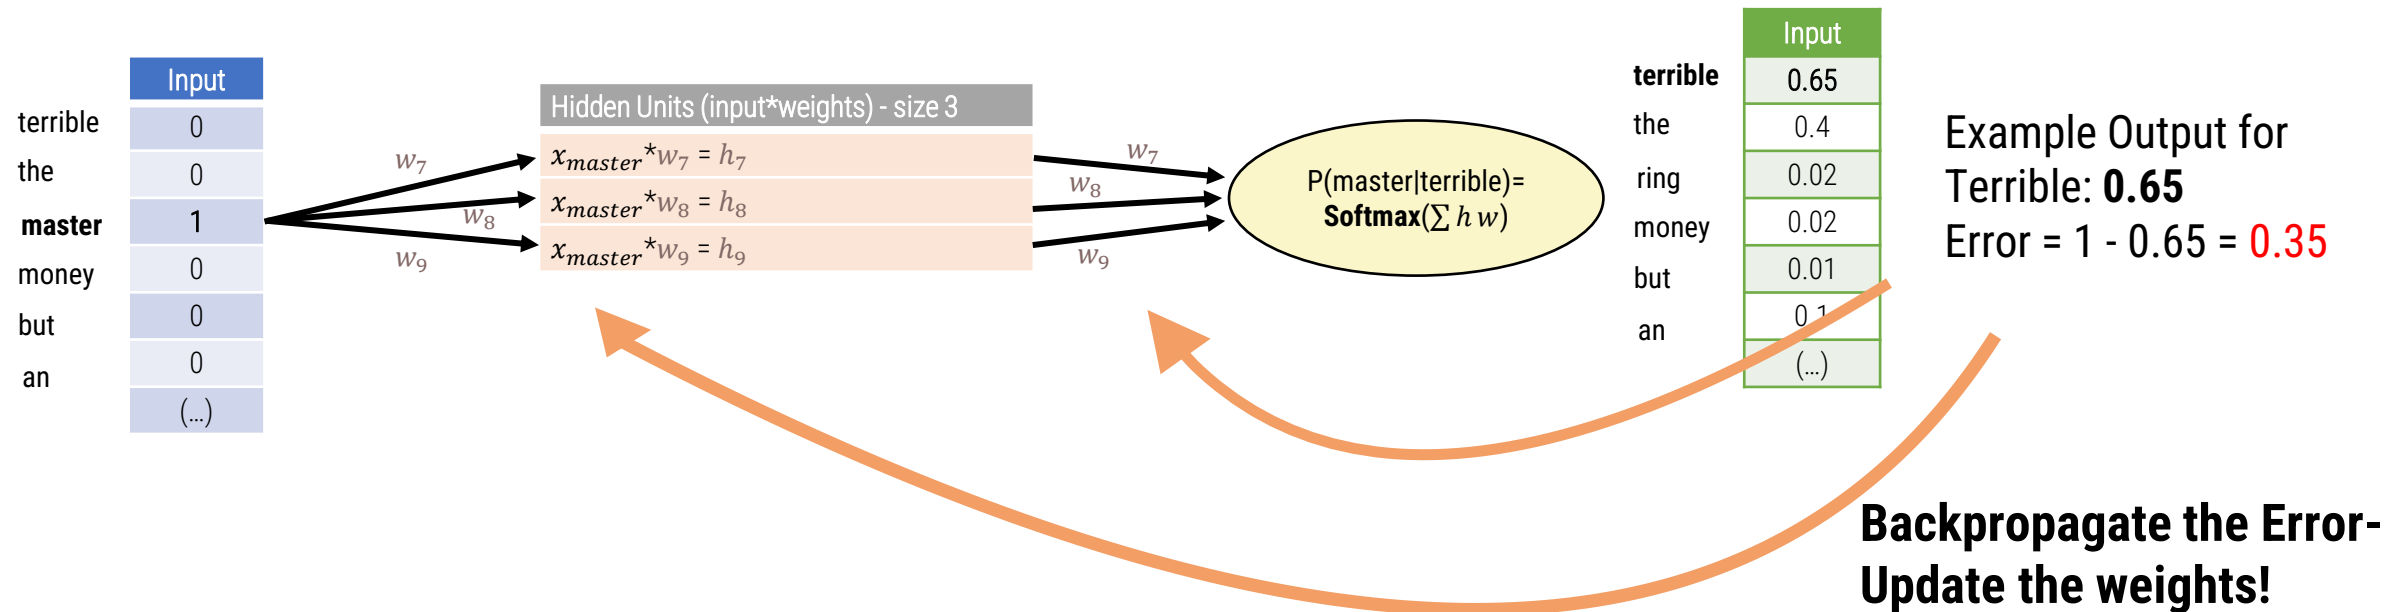 Input
terrible 0
the 0
master 1
money 0
but 0
an 0
(...)
w7
w8
w9
Hidden Units (input*weights) - size 3
x_master*w7 = h7
x_master*w8 = h8
x_master*w9 = h9
w7
w8
w9
P(master|terrible)=
Softmax(∑ h w)
Input
terrible 0.65
the 0.4
ring 0.02
money 0.02
but 0.01
an 0.1
(...)
Example Output for
Terrible: 0.65
Error = 1 - 0.65 = 0.35
Backpropagate the Error-
Update the weights!